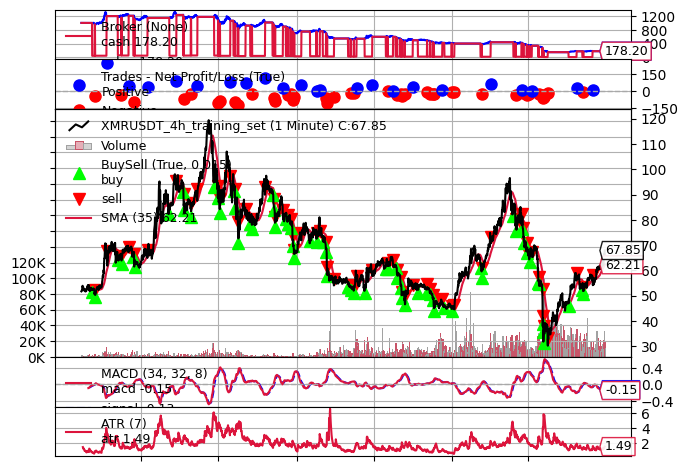 Broker (None)
cash 178.20
1200
800
178.20
0
Trades - Net Profit/Loss (True)
Positive
150
0
−150
XMRUSDT_4h_training_set (1 Minute) C:67.85
Volume
BuySell (True, 0.015)
buy
sell
SMA (35) 62.21
120
110
100
90
80
70
67.85
62.21
60
50
40
30
120K
100K
80K
60K
40K
20K
0K
MACD (34, 32, 8)
macd -0.15
signal -0.13
0.4
0.0
-0.15
−0.4
ATR (7)
atr 1.49
6
4
2
1.49